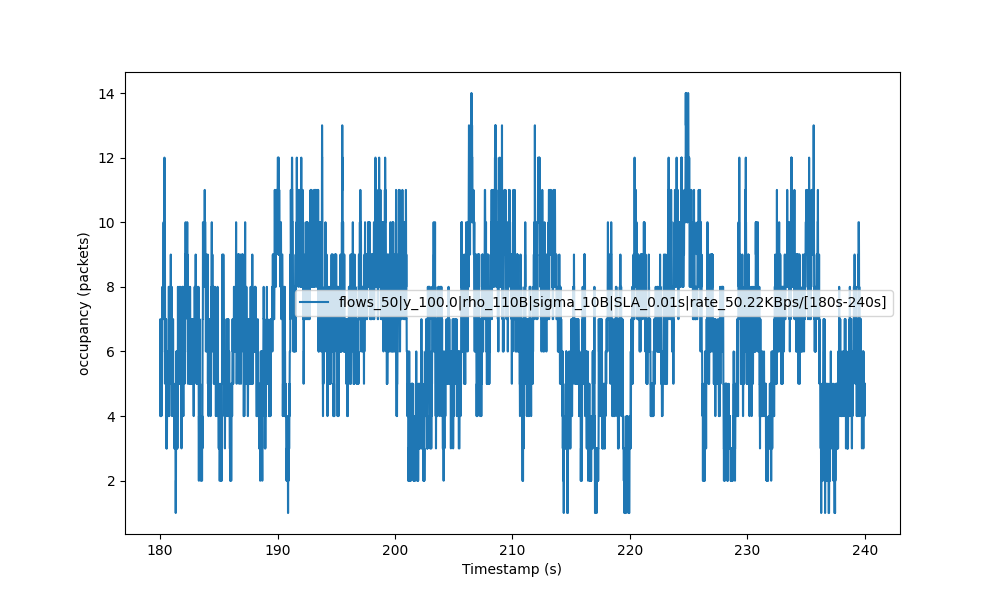 14
12
10
8
6
4
2
occupancy (packets)
flows_50|y_100.0|rho_110B|sigma_10B|SLA_0.01s|rate_50.22KBps/[180s-240s]
180 190 200 210 220 230 240
Timestamp (s)